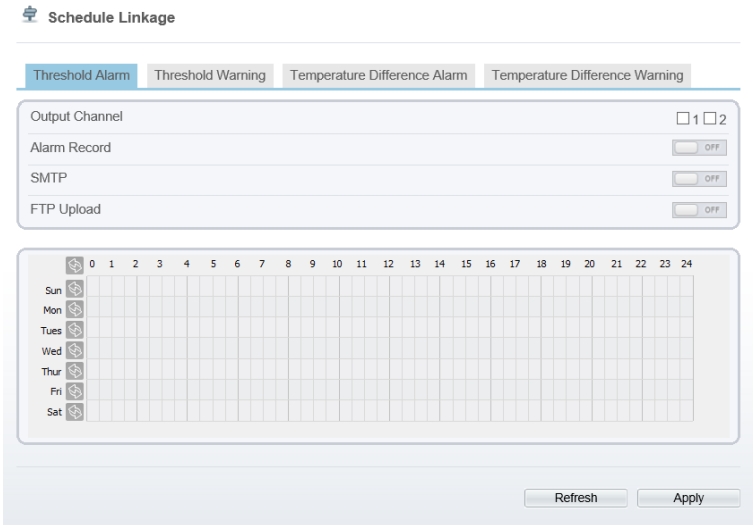 Schedule Linkage
Threshold Alarm Threshold Warning Temperature Difference Alarm Temperature Difference Warning
Output Channel 1 2
Alarm Record OFF
SMTP OFF
FTP Upload OFF
0 1 2 3 4 5 6 7 8 9 10 11 12 13 14 15 16 17 18 19 20 21 22 23 24
Sun
Mon
Tues
Wed
Thur
Fri
Sat
Refresh Apply